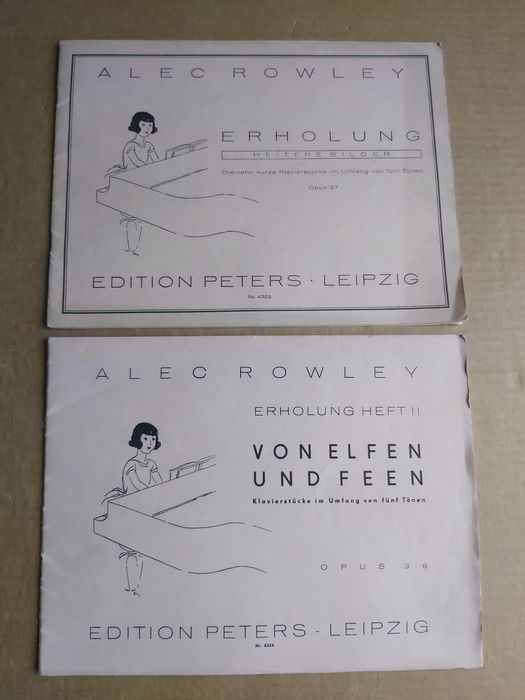 ALEC ROWLEY
ERHOLUNG
HEITEREBILDER
Dreizehn kurze Klavierstücke im Umfang von fünf Tönen
Opus 37
EDITION PETERS · LEIPZIG
Nr. 4323
ALEC ROWLEY
ERHOLUNG HEFT II
VON ELFEN
UND FEEN
Klavierstücke im Umfang von fünf Tönen
OPUS 38
EDITION PETERS - LEIPZIG
Nr. 4324